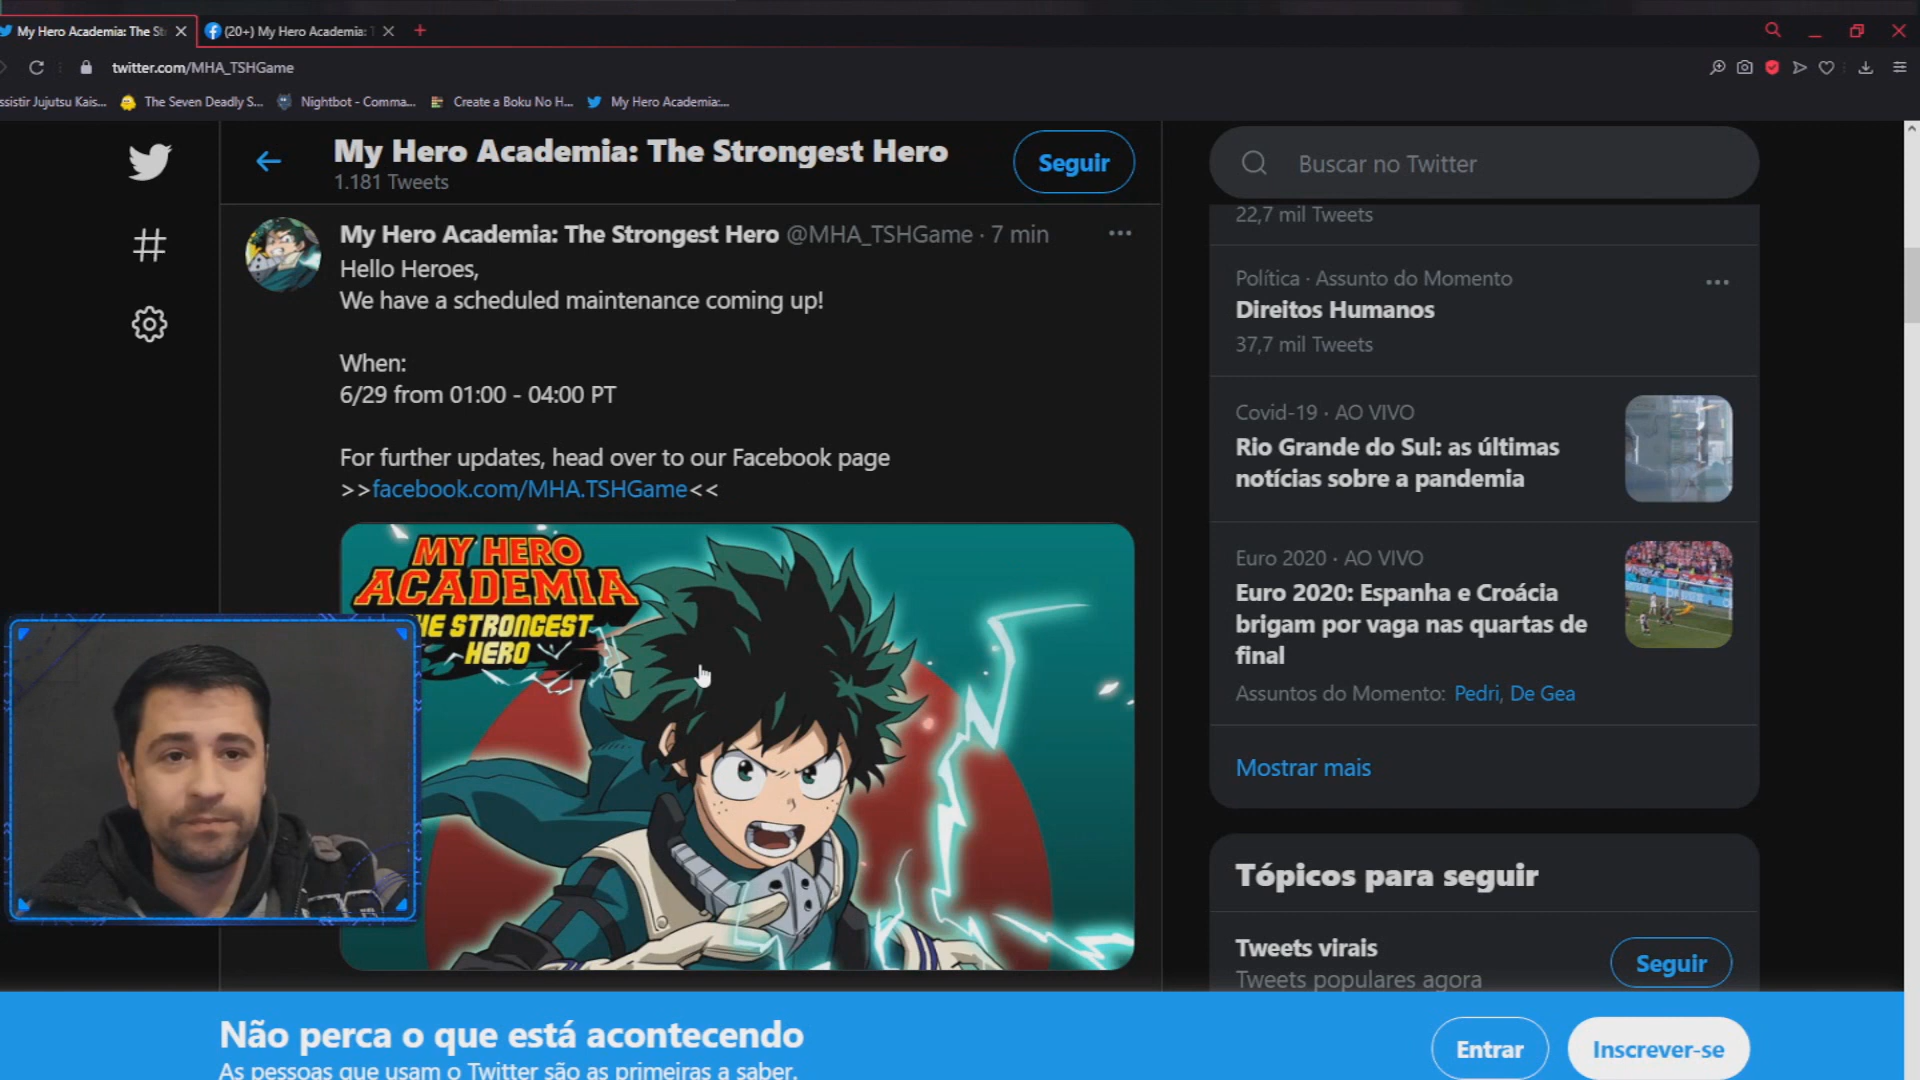 My Hero Academia: The St
(20+) My Hero Academia:
twitter.com/MHA_TSHGame
ssistir Jujutsu Kais...
The Seven Deadly S...
Nightbot - Comma...
Create a Boku No H...
My Hero Academia:...
My Hero Academia: The Strongest Hero
1.181 Tweets
Seguir
My Hero Academia: The Strongest Hero @MHA_TSHGame · 7 min
Hello Heroes,
We have a scheduled maintenance coming up!
When:
6/29 from 01:00 - 04:00 PT
For further updates, head over to our Facebook page
>>facebook.com/MHA.TSHGame<<
MY HERO
ACADEMIA
HE STRONGEST
HERO
Buscar no Twitter
22,7 mil Tweets
Política · Assunto do Momento
Direitos Humanos
37,7 mil Tweets
Covid-19 · AO VIVO
Rio Grande do Sul: as últimas
notícias sobre a pandemia
Euro 2020 · AO VIVO
Euro 2020: Espanha e Croácia
brigam por vaga nas quartas de
final
Assuntos do Momento: Pedri, De Gea
Mostrar mais
Tópicos para seguir
Tweets virais
Tweets populares agora
Seguir
Não perca o que está acontecendo
As pessoas que usam o Twitter são as primeiras a saber.
Entrar
Inscrever-se